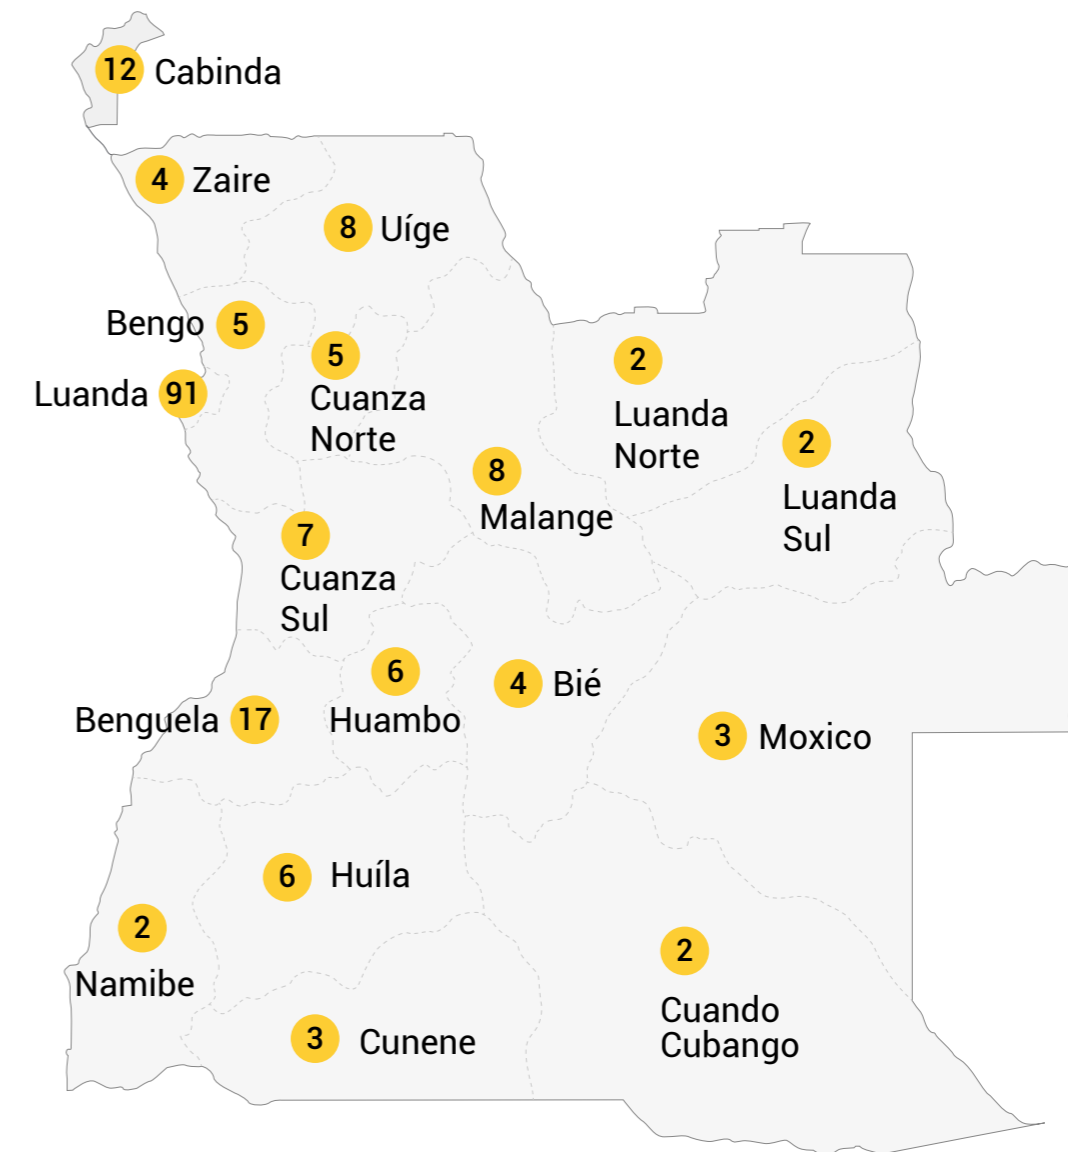 12 Cabinda
4 Zaire
8 Uíge
Bengo 5
5
Cuanza
Norte
2
Luanda
Norte
Luanda 91
2
Luanda
Sul
8
Malange
7
Cuanza
Sul
6
Huambo
4 Bié
Benguela 17
3 Moxico
6 Huíla
2
Namibe
2
Cuando
Cubango
3 Cunene